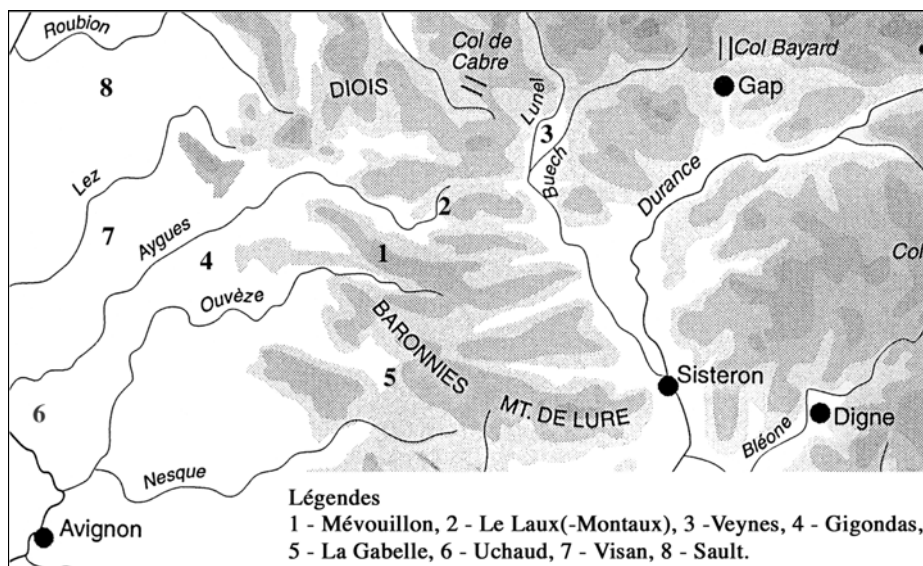 Roubion
8
Col de
Cabre
Col Bayard
DIOIS
Lunel
Gap
3
Buech
Lez
Durance
2
7
Aygues
4
1
Col
Ouvèze
BARONNIES
5
Sisteron
6
MT. DE LURE
Digne
Bléone
Nesque
Avignon
Légendes
1 - Mévouillon, 2 - Le Laux(-Montaux), 3 -Veynes, 4 - Gigondas,
5 - La Gabelle, 6 - Uchaud, 7 - Visan, 8 - Sault.